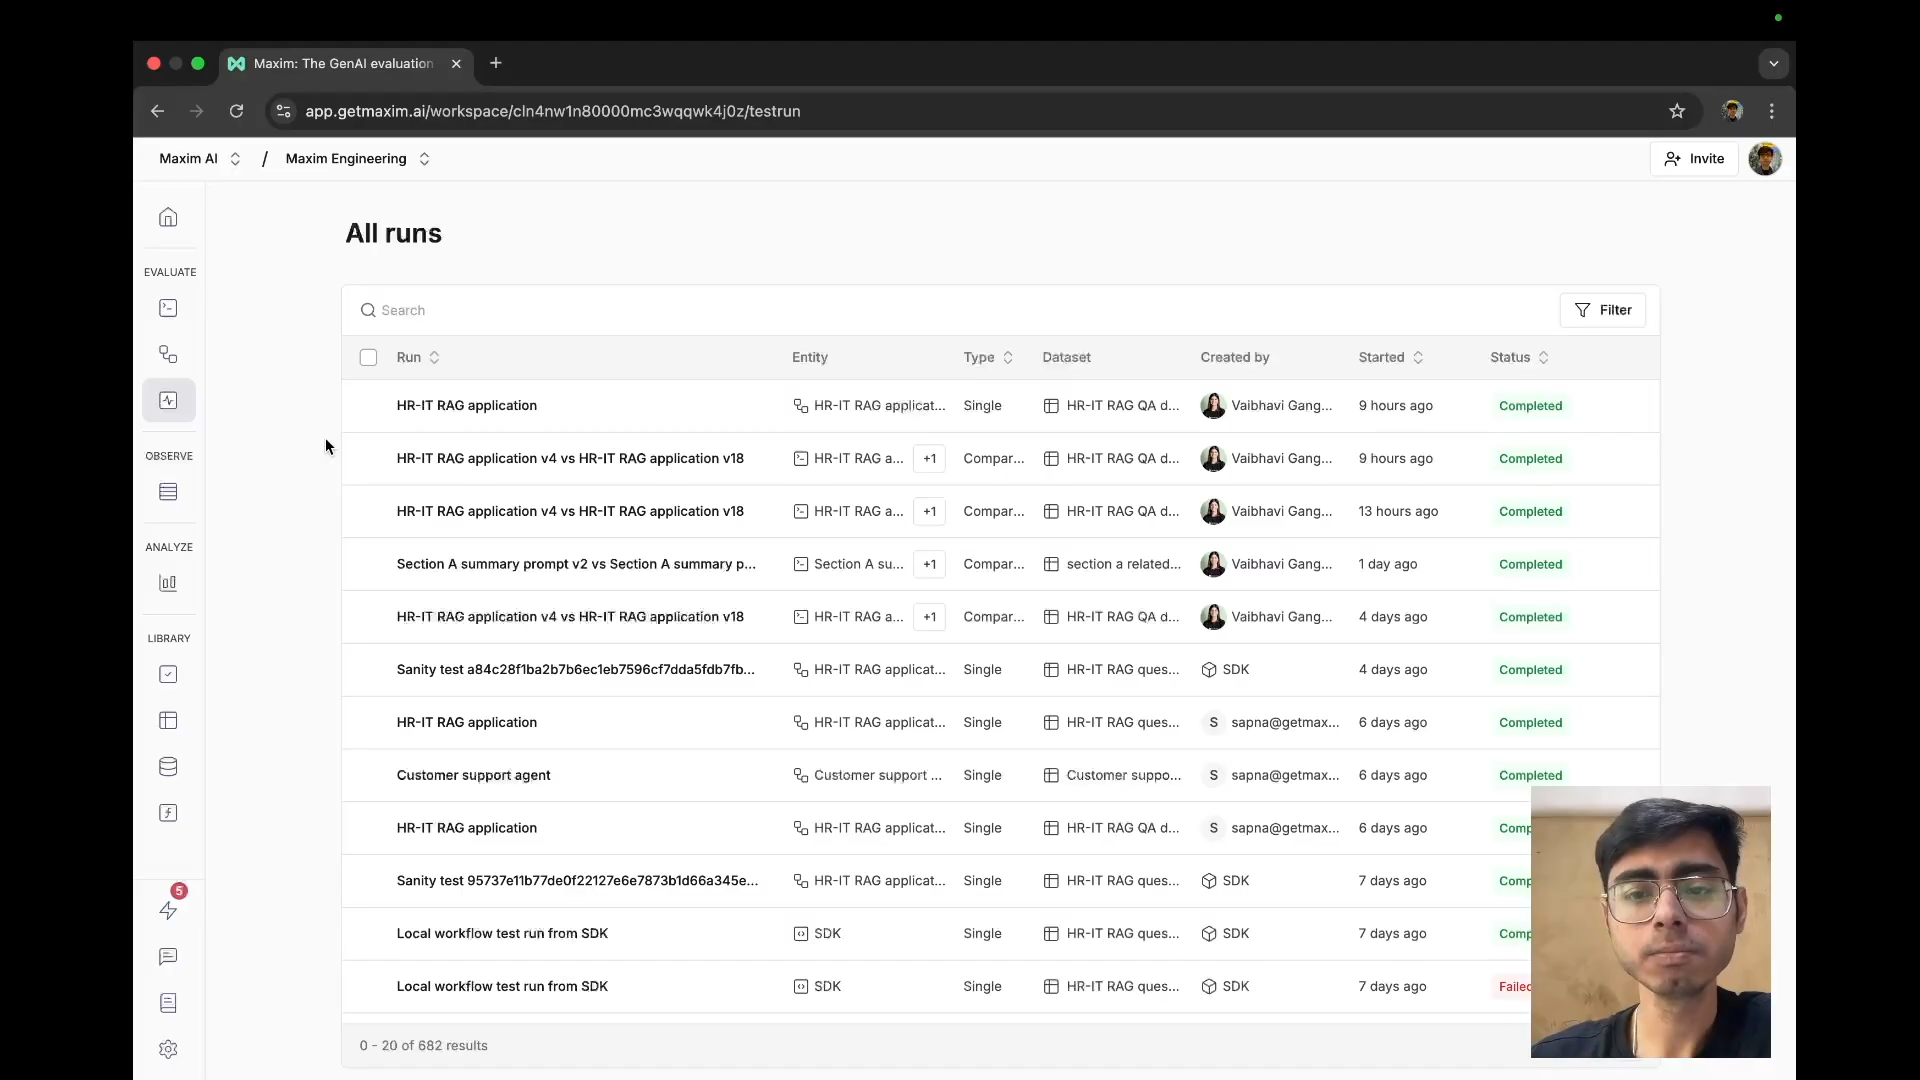 Maxim: The GenAI evaluation
app.getmaxim.ai/workspace/cln4nw1n80000mc3wqqwk4j0z/testrun
Maxim AI / Maxim Engineering
Invite
All runs
EVALUATE
OBSERVE
ANALYZE
LIBRARY
5
Search
Filter
Run Entity Type Dataset Created by Started Status
HR-IT RAG application HR-IT RAG applicat... Single HR-IT RAG QA d... Vaibhavi Gang... 9 hours ago Completed
HR-IT RAG application v4 vs HR-IT RAG application v18 HR-IT RAG a... +1 Compar... HR-IT RAG QA d... Vaibhavi Gang... 9 hours ago Completed
HR-IT RAG application v4 vs HR-IT RAG application v18 HR-IT RAG a... +1 Compar... HR-IT RAG QA d... Vaibhavi Gang... 13 hours ago Completed
Section A summary prompt v2 vs Section A summary p... Section A su... +1 Compar... section a related... Vaibhavi Gang... 1 day ago Completed
HR-IT RAG application v4 vs HR-IT RAG application v18 HR-IT RAG a... +1 Compar... HR-IT RAG QA d... Vaibhavi Gang... 4 days ago Completed
Sanity test a84c28f1ba2b7b6ec1eb7596cf7dda5fdb7fb... HR-IT RAG applicat... Single HR-IT RAG ques... SDK 4 days ago Completed
HR-IT RAG application HR-IT RAG applicat... Single HR-IT RAG ques... S sapna@getmax... 6 days ago Completed
Customer support agent Customer support ... Single Customer suppo... S sapna@getmax... 6 days ago Completed
HR-IT RAG application HR-IT RAG applicat... Single HR-IT RAG QA d... S sapna@getmax... 6 days ago Comp
Sanity test 95737e11b77de0f22127e6e7873b1d66a345e... HR-IT RAG applicat... Single HR-IT RAG ques... SDK 7 days ago Comp
Local workflow test run from SDK SDK Single HR-IT RAG ques... SDK 7 days ago Comp
Local workflow test run from SDK SDK Single HR-IT RAG ques... SDK 7 days ago Failed
0 - 20 of 682 results